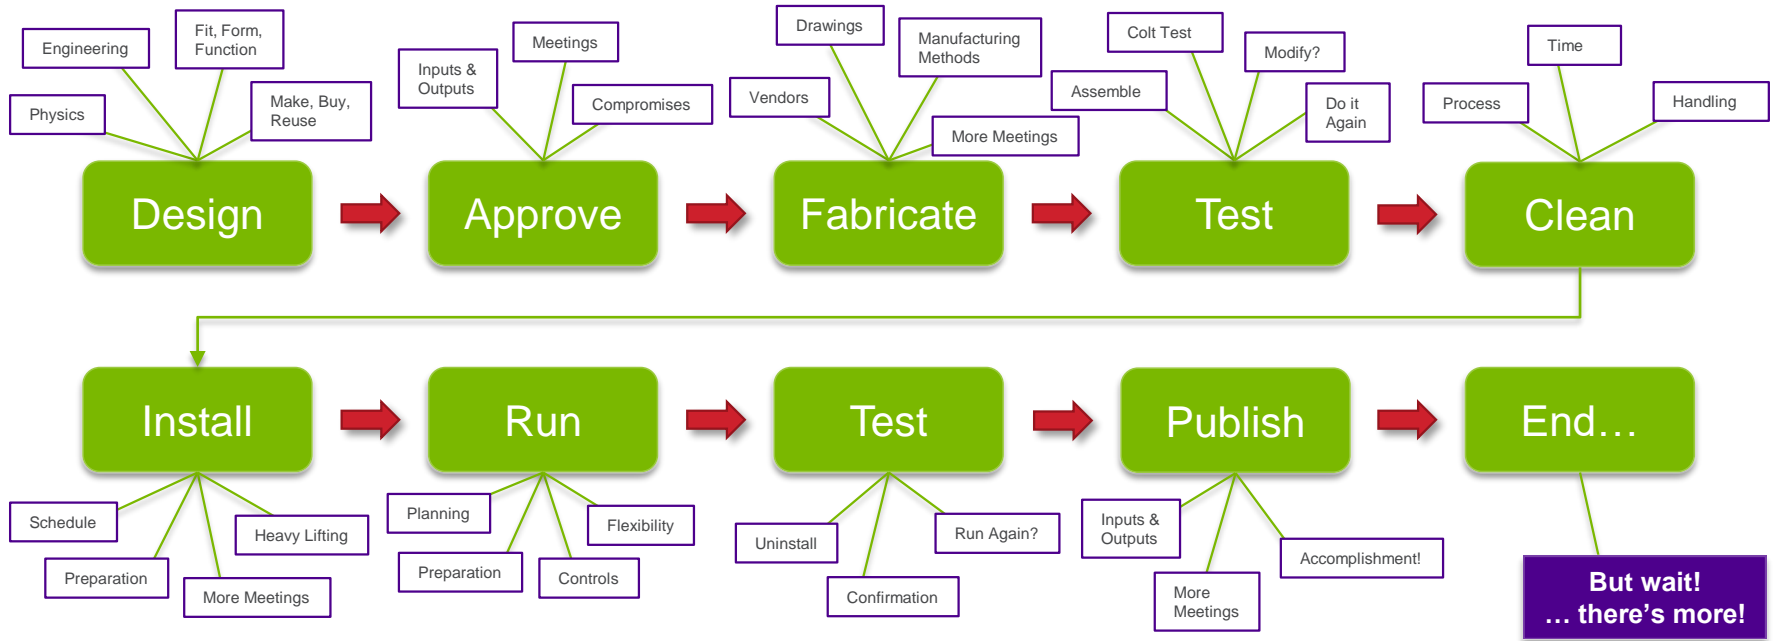 Engineering
Fit, Form,
Function
Physics
Make, Buy,
Reuse
Design
Inputs &
Outputs
Meetings
Compromises
Approve
Drawings
Manufacturing
Methods
Vendors
More Meetings
Fabricate
Colt Test
Modify?
Assemble
Do it
Again
Test
Time
Process
Handling
Clean
Install
Schedule
Heavy Lifting
Preparation
More Meetings
Run
Planning
Flexibility
Preparation
Controls
Test
Uninstall
Run Again?
Confirmation
Publish
Inputs &
Outputs
Accomplishment!
More
Meetings
End…
But wait!
… there’s more!